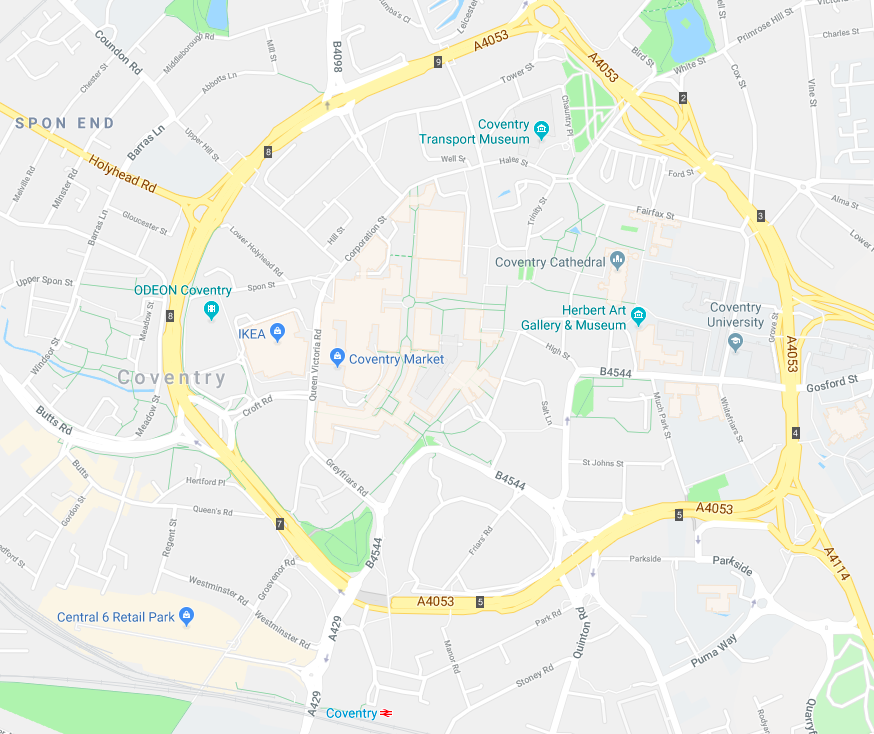 Coundon Rd
Middleborough Rd
Mill St
B4098
A4053
9
A4053
Bird St
Primrose Hill St
White St
Charles St
Chester St
Abbotts Ln
Tower St
Chauntry Pl
2
Cox St
Vine St
SPON END
Barras Ln
Upper Hill St
8
Coventry
Transport Museum
Well St
Hales St
Ford St
Holyhead Rd
Melville Rd
Minster Rd
Barras Ln
Gloucester St
Lower Holyhead Rd
Hill St
Corporation St
Trinity St
Fairfax St
3
Alma St
Upper Spon St
Spon St
Coventry Cathedral
ODEON Coventry
Meadow St
8
Herbert Art
Gallery & Museum
Coventry
University
Grove St
IKEA
Queen Victoria Rd
Coventry Market
High St
A4053
Windsor St
Coventry
B4544
Gosford St
Butts Rd
Meadow St
Croft Rd
Salt Ln
Much Park St
Whitefriars St
4
Butts
Greyfriars Rd
B4544
St Johns St
Hertford Pl
Gordon St
Queen's Rd
7
Regent St
B4544
Friars Rd
5
A4053
Grosvenor Rd
Parkside
Parkside
A4114
Westminster Rd
A4053
5
Central 6 Retail Park
Westminster Rd
A429
Park Rd
Quinton Rd
Manor Rd
Puma Way
Stoney Rd
A429
Coventry